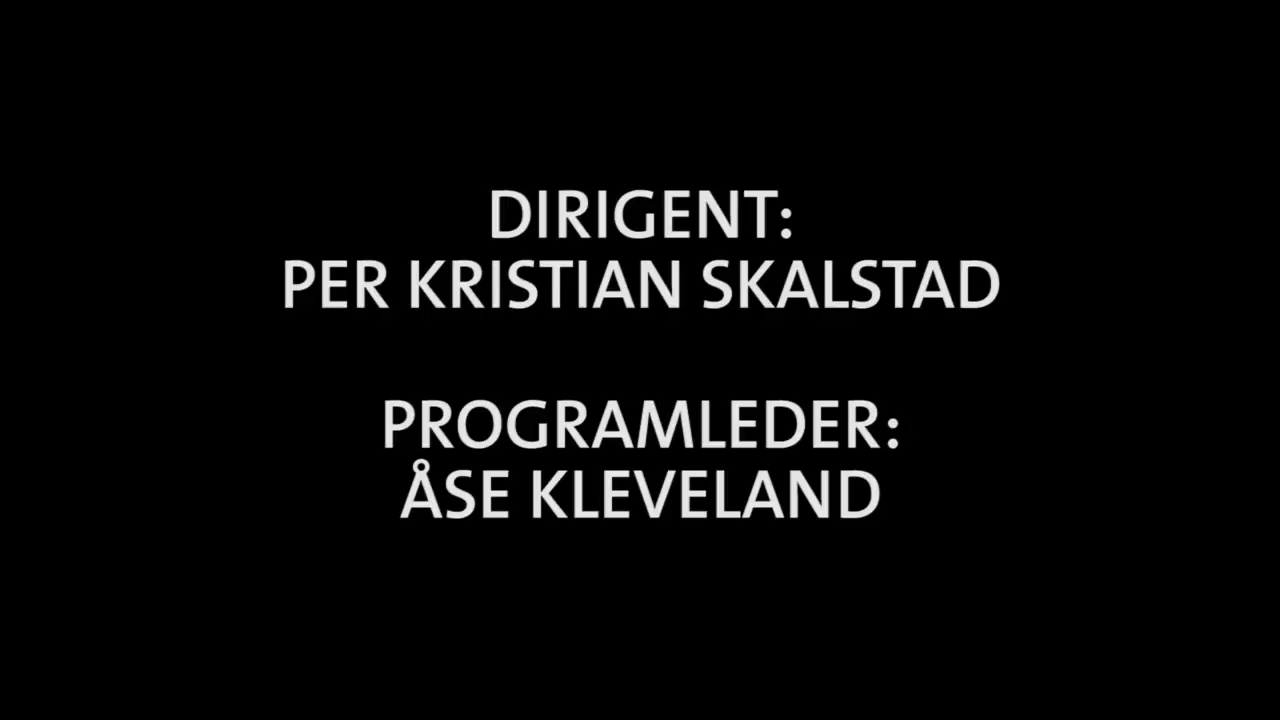 DIRIGENT:
PER KRISTIAN SKALSTAD
PROGRAMLEDER:
ÅSE KLEVELAND